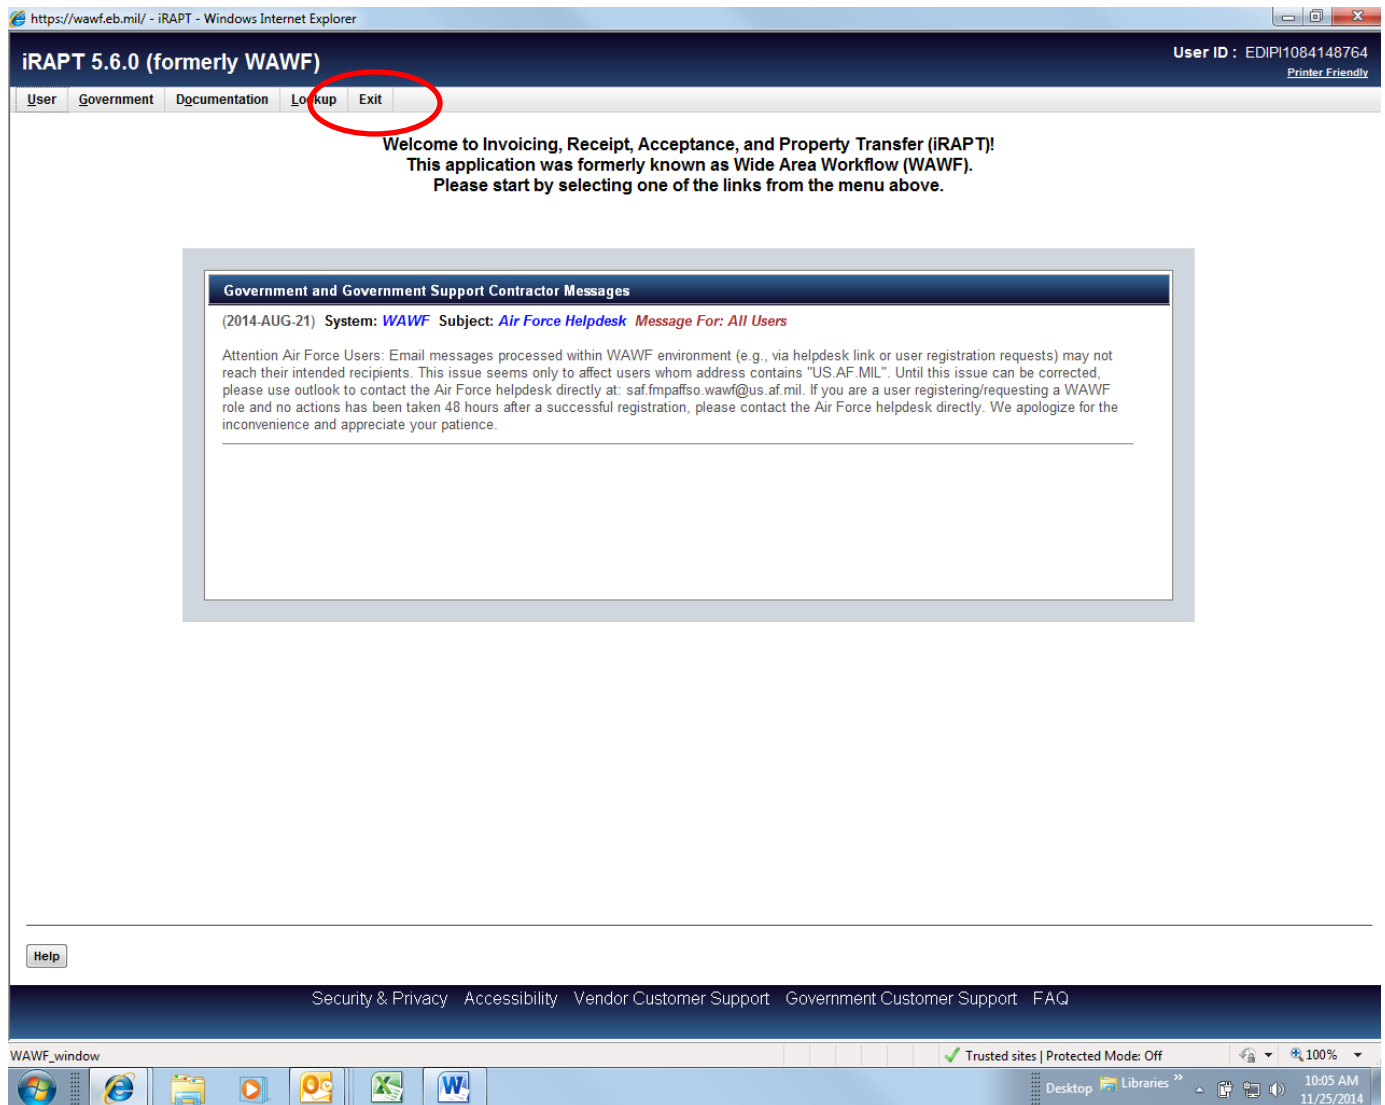 https://wawf.eb.mil/ - iRAPT - Windows Internet Explorer
iRAPT 5.6.0 (formerly WAWF)
User ID : EDIPI1084148764
Printer Friendly
User Government Documentation Lookup Exit
Welcome to Invoicing, Receipt, Acceptance, and Property Transfer (iRAPT)!
This application was formerly known as Wide Area Workflow (WAWF).
Please start by selecting one of the links from the menu above.
Government and Government Support Contractor Messages
(2014-AUG-21) System: WAWF Subject: Air Force Helpdesk Message For: All Users
Attention Air Force Users: Email messages processed within WAWF environment (e.g., via helpdesk link or user registration requests) may not
reach their intended recipients. This issue seems only to affect users whom address contains "US.AF.MIL". Until this issue can be corrected,
please use outlook to contact the Air Force helpdesk directly at: saf.fmpaffso.wawf@us.af.mil. If you are a user registering/requesting a WAWF
role and no actions has been taken 48 hours after a successful registration, please contact the Air Force helpdesk directly. We apologize for the
inconvenience and appreciate your patience.
Help
Security & Privacy Accessibility Vendor Customer Support Government Customer Support FAQ
WAWF_window
Trusted sites | Protected Mode: Off
100%
Desktop Libraries »
10:05 AM
11/25/2014